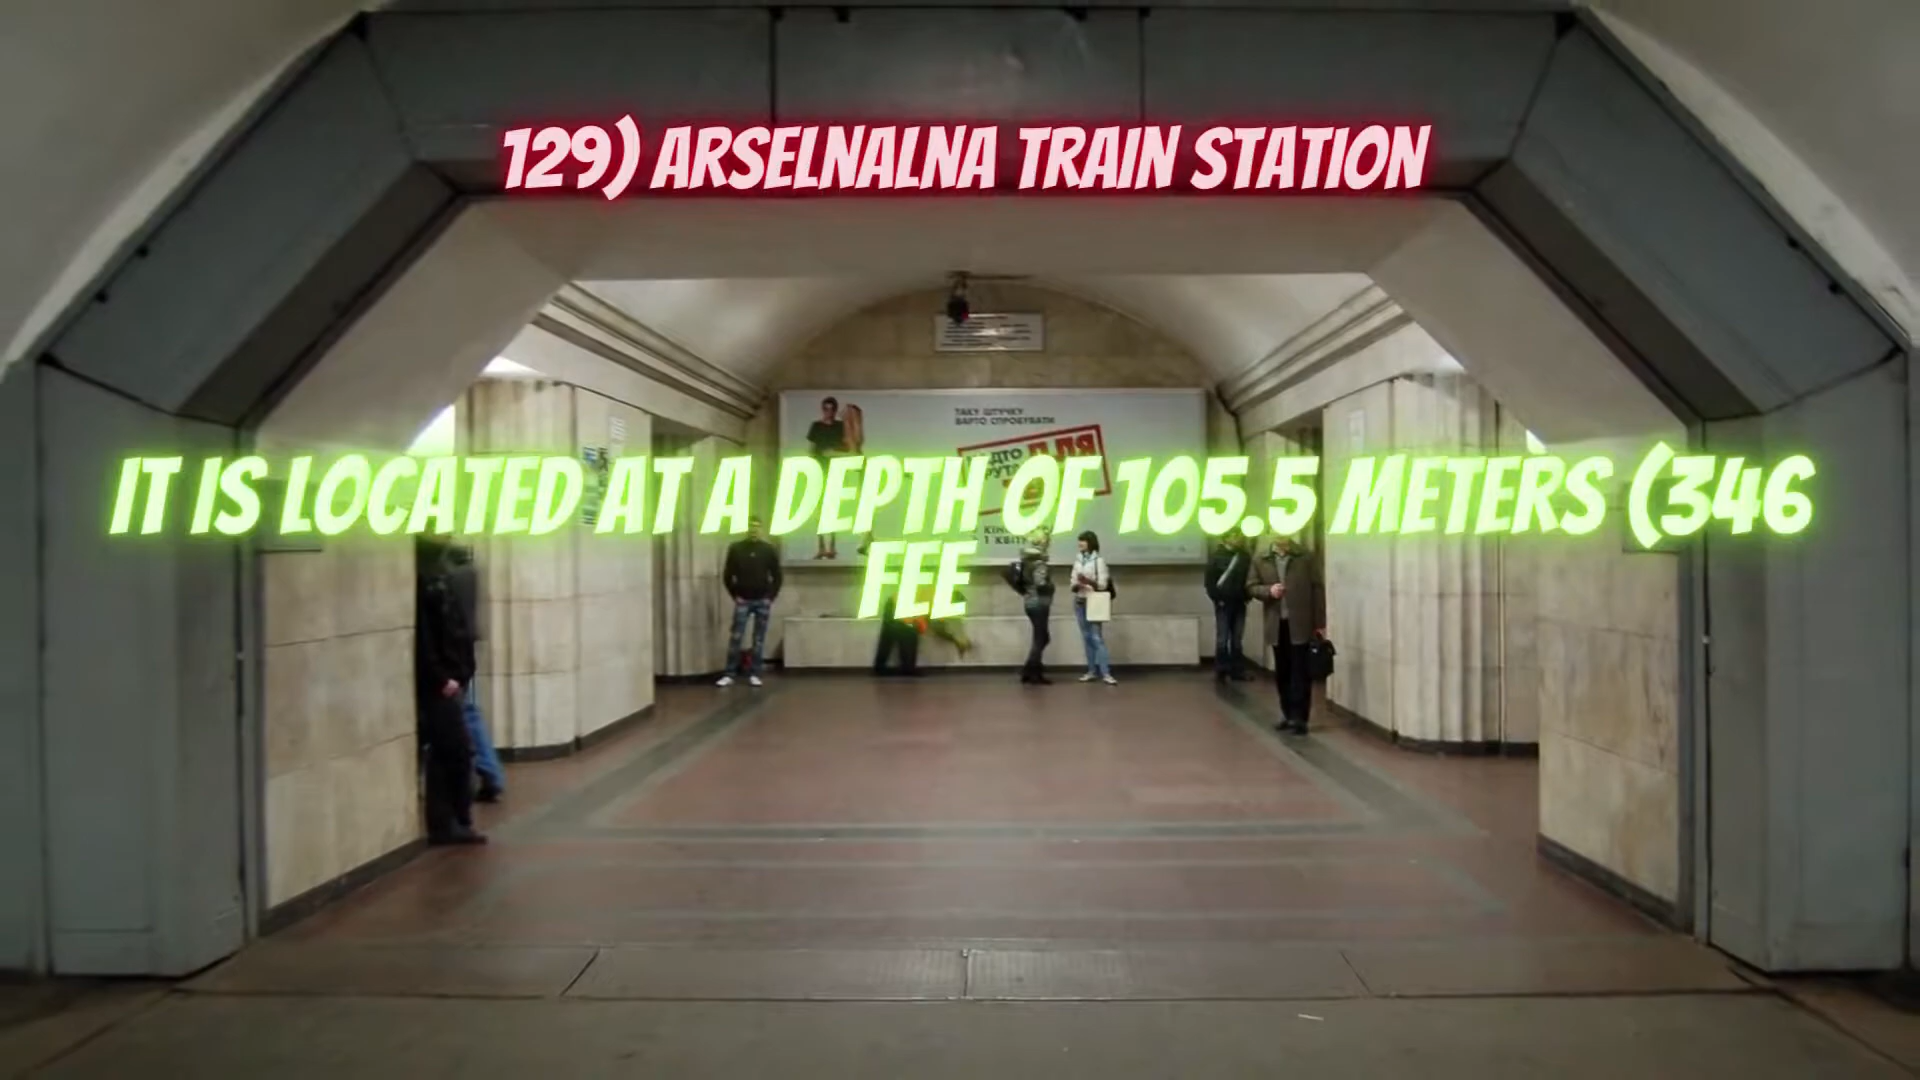 129) ARSELNALNA TRAIN STATION
ТАКУ ШТУЧКУ
ВАРТО СПРОБУВАТИ
IT IS LOCATED AT A DEPTH OF 105.5 METERS (346
FEE